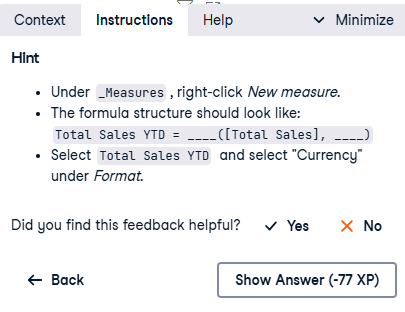 Context Instructions Help Minimize
Hint
• Under _Measures , right-click New measure.
• The formula structure should look like:
Total Sales YTD = ____([Total Sales], ____)
• Select Total Sales YTD and select "Currency"
under Format.
Did you find this feedback helpful? Yes No
Back Show Answer (-77 XP)